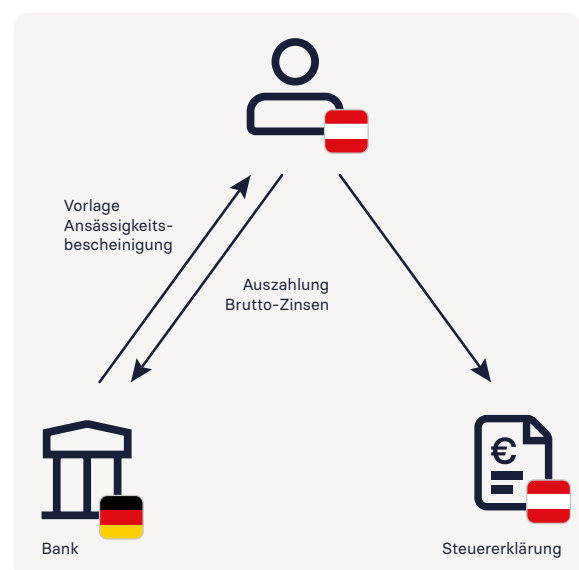 Vorlage
Ansässigkeits-
bescheinigung
Auszahlung
Brutto-Zinsen
€
Bank
Steuererklärung